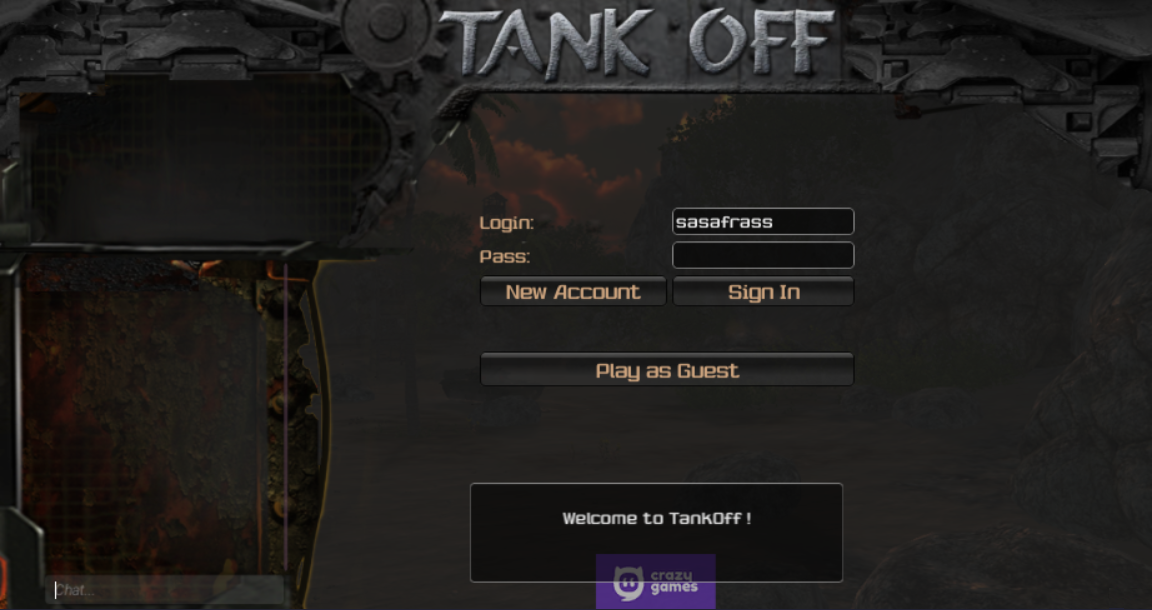 TANK OFF
Login: sasafrass
Pass:
New Account Sign In
Play as Guest
Welcome to TankOff !
crazy
games
Chat...